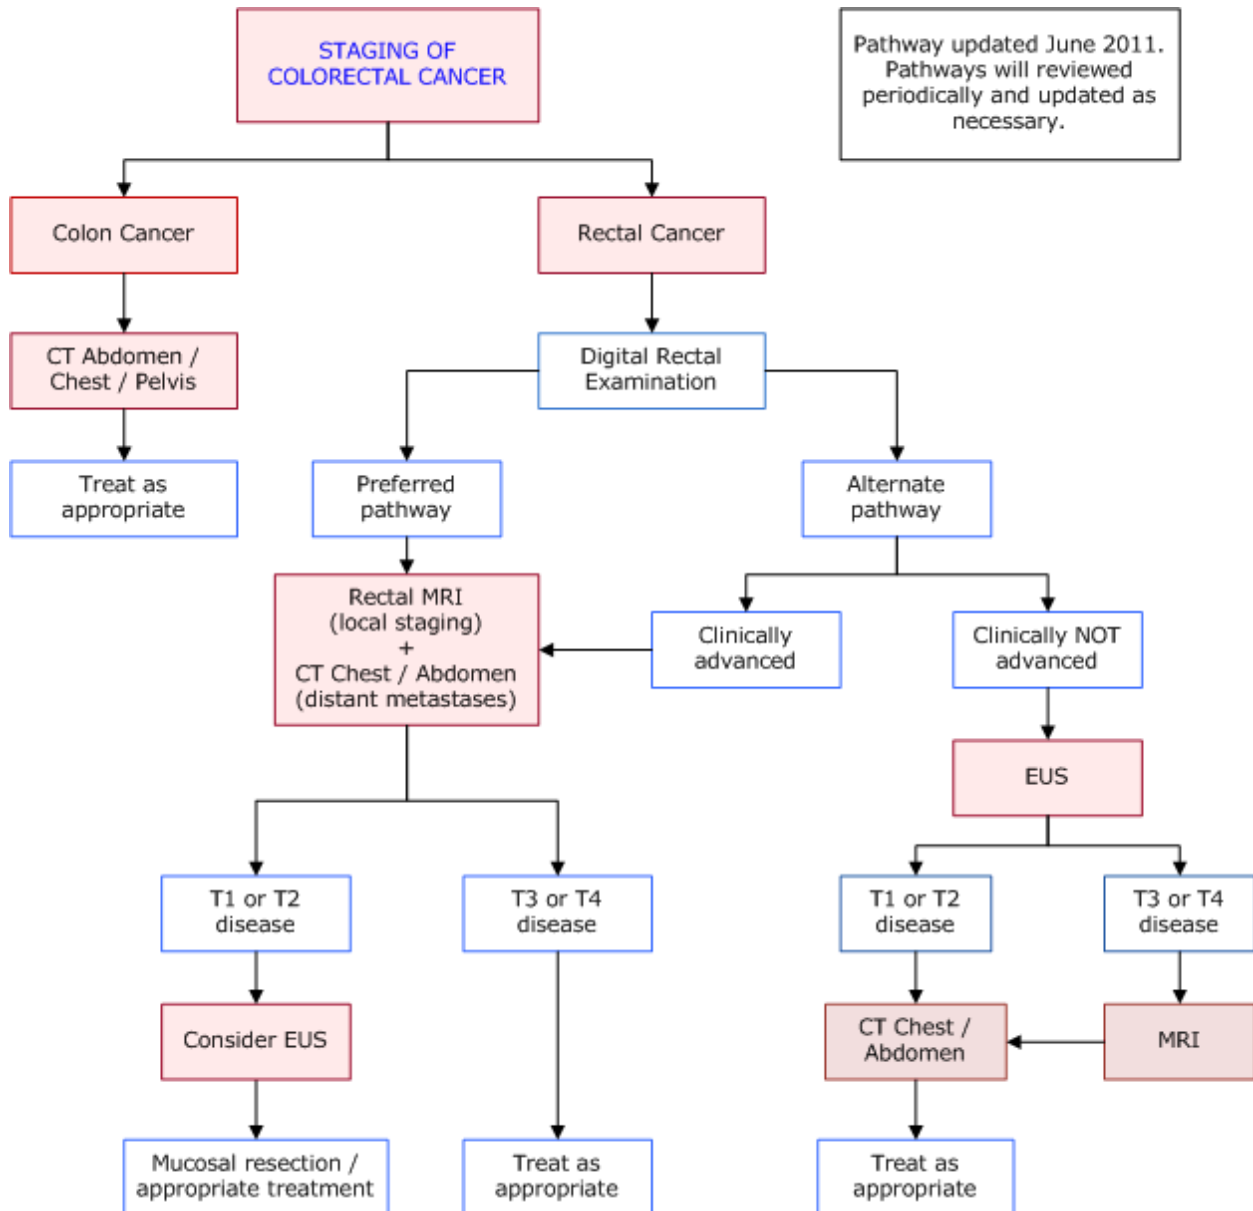 STAGING OF
COLORECTAL CANCER
Pathway updated June 2011.
Pathways will reviewed
periodically and updated as
necessary.
Colon Cancer
Rectal Cancer
CT Abdomen /
Chest / Pelvis
Digital Rectal
Examination
Treat as
appropriate
Preferred
pathway
Alternate
pathway
Rectal MRI
(local staging)
+
CT Chest / Abdomen
(distant metastases)
Clinically
advanced
Clinically NOT
advanced
EUS
T1 or T2
disease
T3 or T4
disease
T1 or T2
disease
T3 or T4
disease
Consider EUS
CT Chest /
Abdomen
MRI
Mucosal resection /
appropriate treatment
Treat as
appropriate
Treat as
appropriate